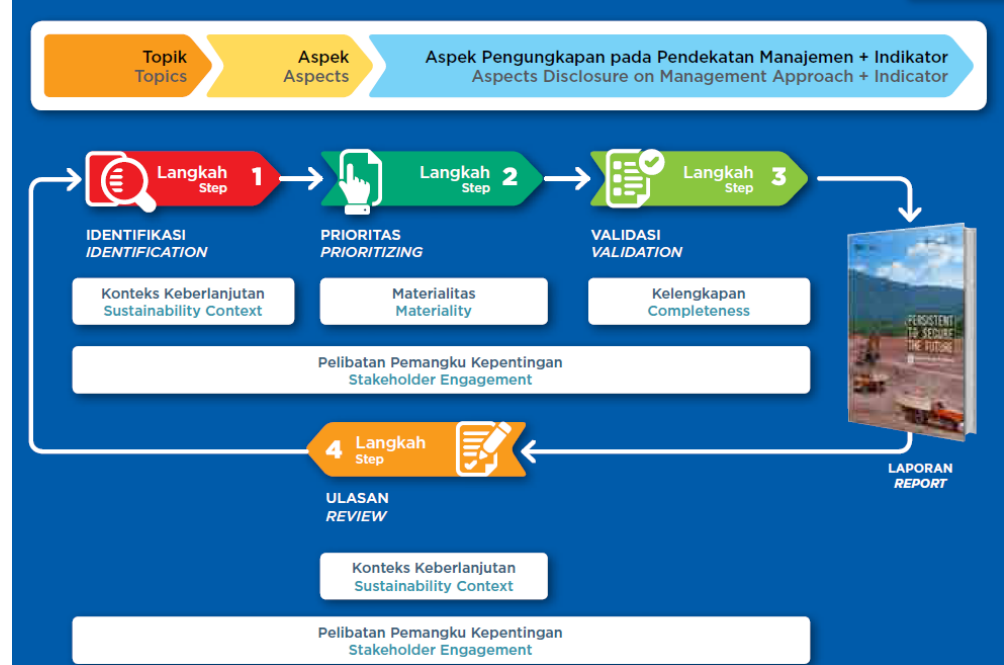 Topik
Topics
Aspek
Aspects
Aspek Pengungkapan pada Pendekatan Manajemen + Indikator
Aspects Disclosure on Management Approach + Indicator
Langkah 1
Step
Langkah 2
Step
Langkah 3
Step
IDENTIFIKASI
IDENTIFICATION
PRIORITAS
PRIORITIZING
VALIDASI
VALIDATION
Konteks Keberlanjutan
Sustainability Context
Materialitas
Materiality
Kelengkapan
Completeness
Pelibatan Pemangku Kepentingan
Stakeholder Engagement
PERSISTENT
TO SECURE
THE FUTURE
LAPORAN
REPORT
4 Langkah
Step
ULASAN
REVIEW
Konteks Keberlanjutan
Sustainability Context
Pelibatan Pemangku Kepentingan
Stakeholder Engagement